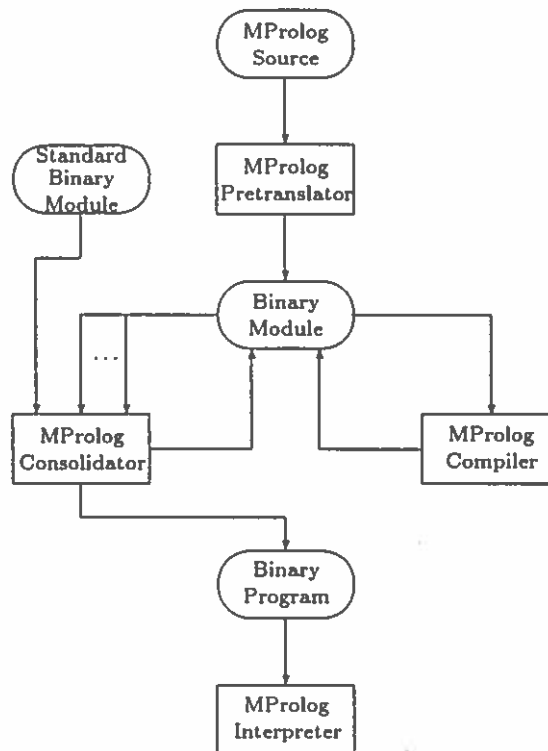 MProlog
Source
Standard
Binary
Module
MProlog
Pretranslator
Binary
Module
...
MProlog
Consolidator
MProlog
Compiler
Binary
Program
MProlog
Interpreter